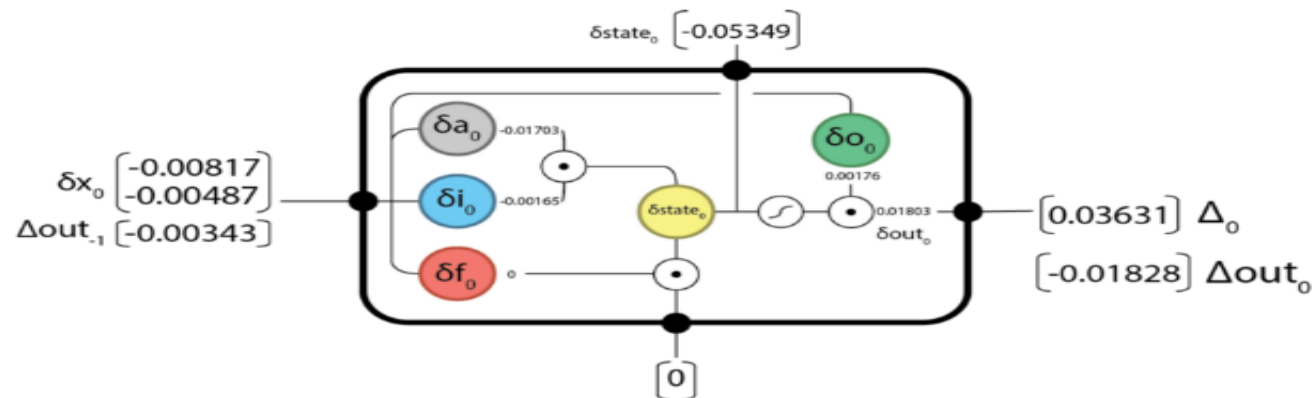 δstate₀ [-0.05349]
δa₀ -0.01703
δo₀
0.00176
δx₀ [-0.00817
-0.00487]
δi₀ -0.00165
Δout₋₁ [-0.00343]
δstate₀
0.01803
δout₀
[0.03631] Δ₀
[-0.01828] Δout₀
δf₀ 0
[0]